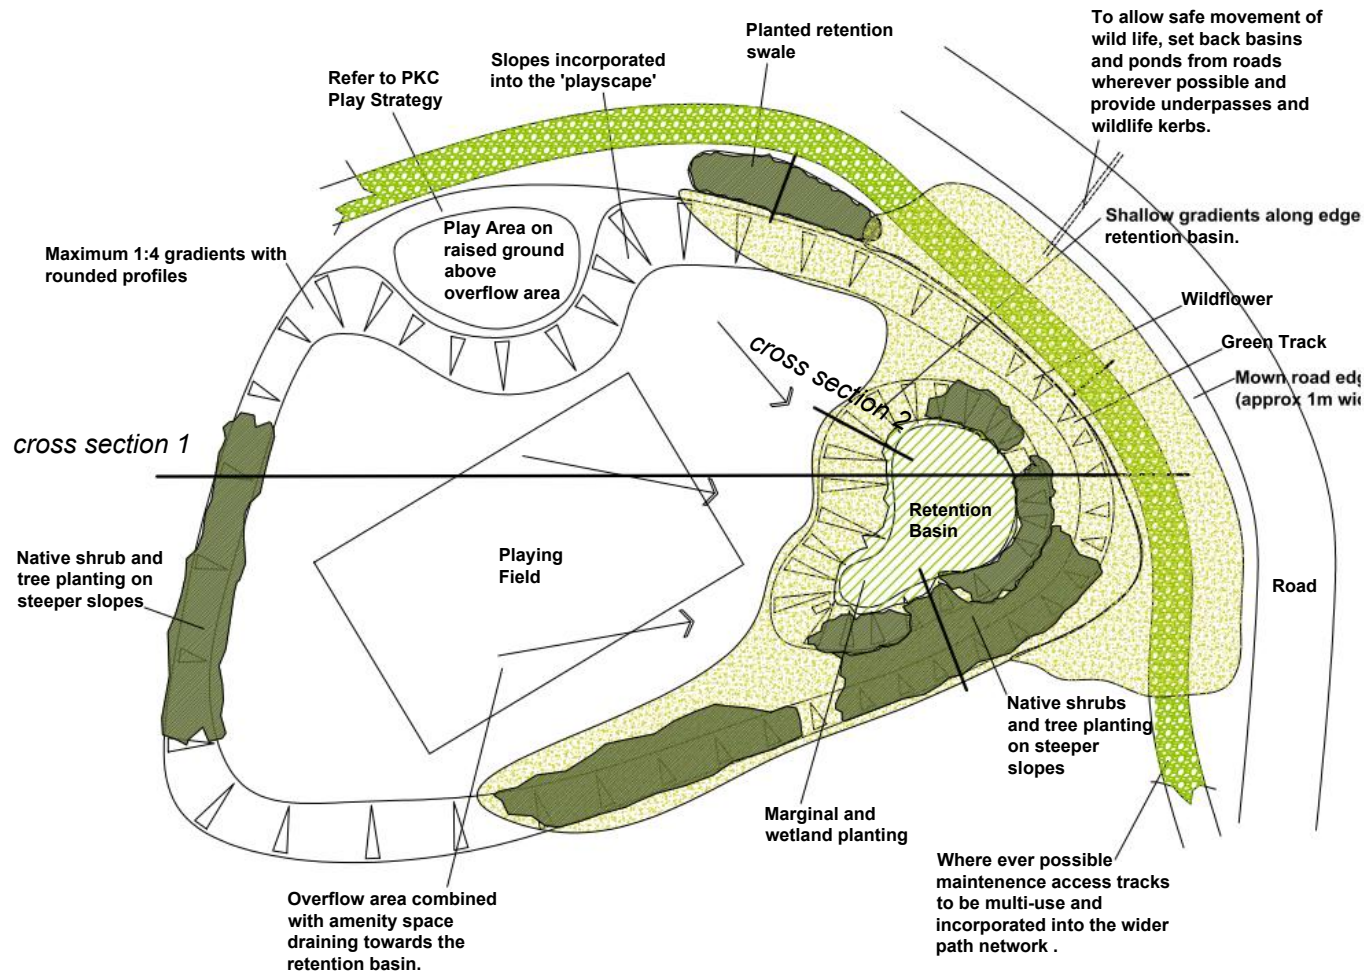 To allow safe movement of
wild life, set back basins
and ponds from roads
wherever possible and
provide underpasses and
wildlife kerbs.
Planted retention
swale
Slopes incorporated
into the 'playscape'
Refer to PKC
Play Strategy
Shallow gradients along edge
retention basin.
Play Area on
raised ground
above
overflow area
Maximum 1:4 gradients with
rounded profiles
Wildflower
Green Track
Mown road
(approx 1m
cross section 2
cross section 1
Retention
Basin
Playing
Field
Native shrub and
tree planting on
steeper slopes
Road
Native shrubs
and tree planting
on steeper
slopes
Marginal and
wetland planting
Where ever possible
maintenence access tracks
to be multi-use and
incorporated into the wider
path network .
Overflow area combined
with amenity space
draining towards the
retention basin.